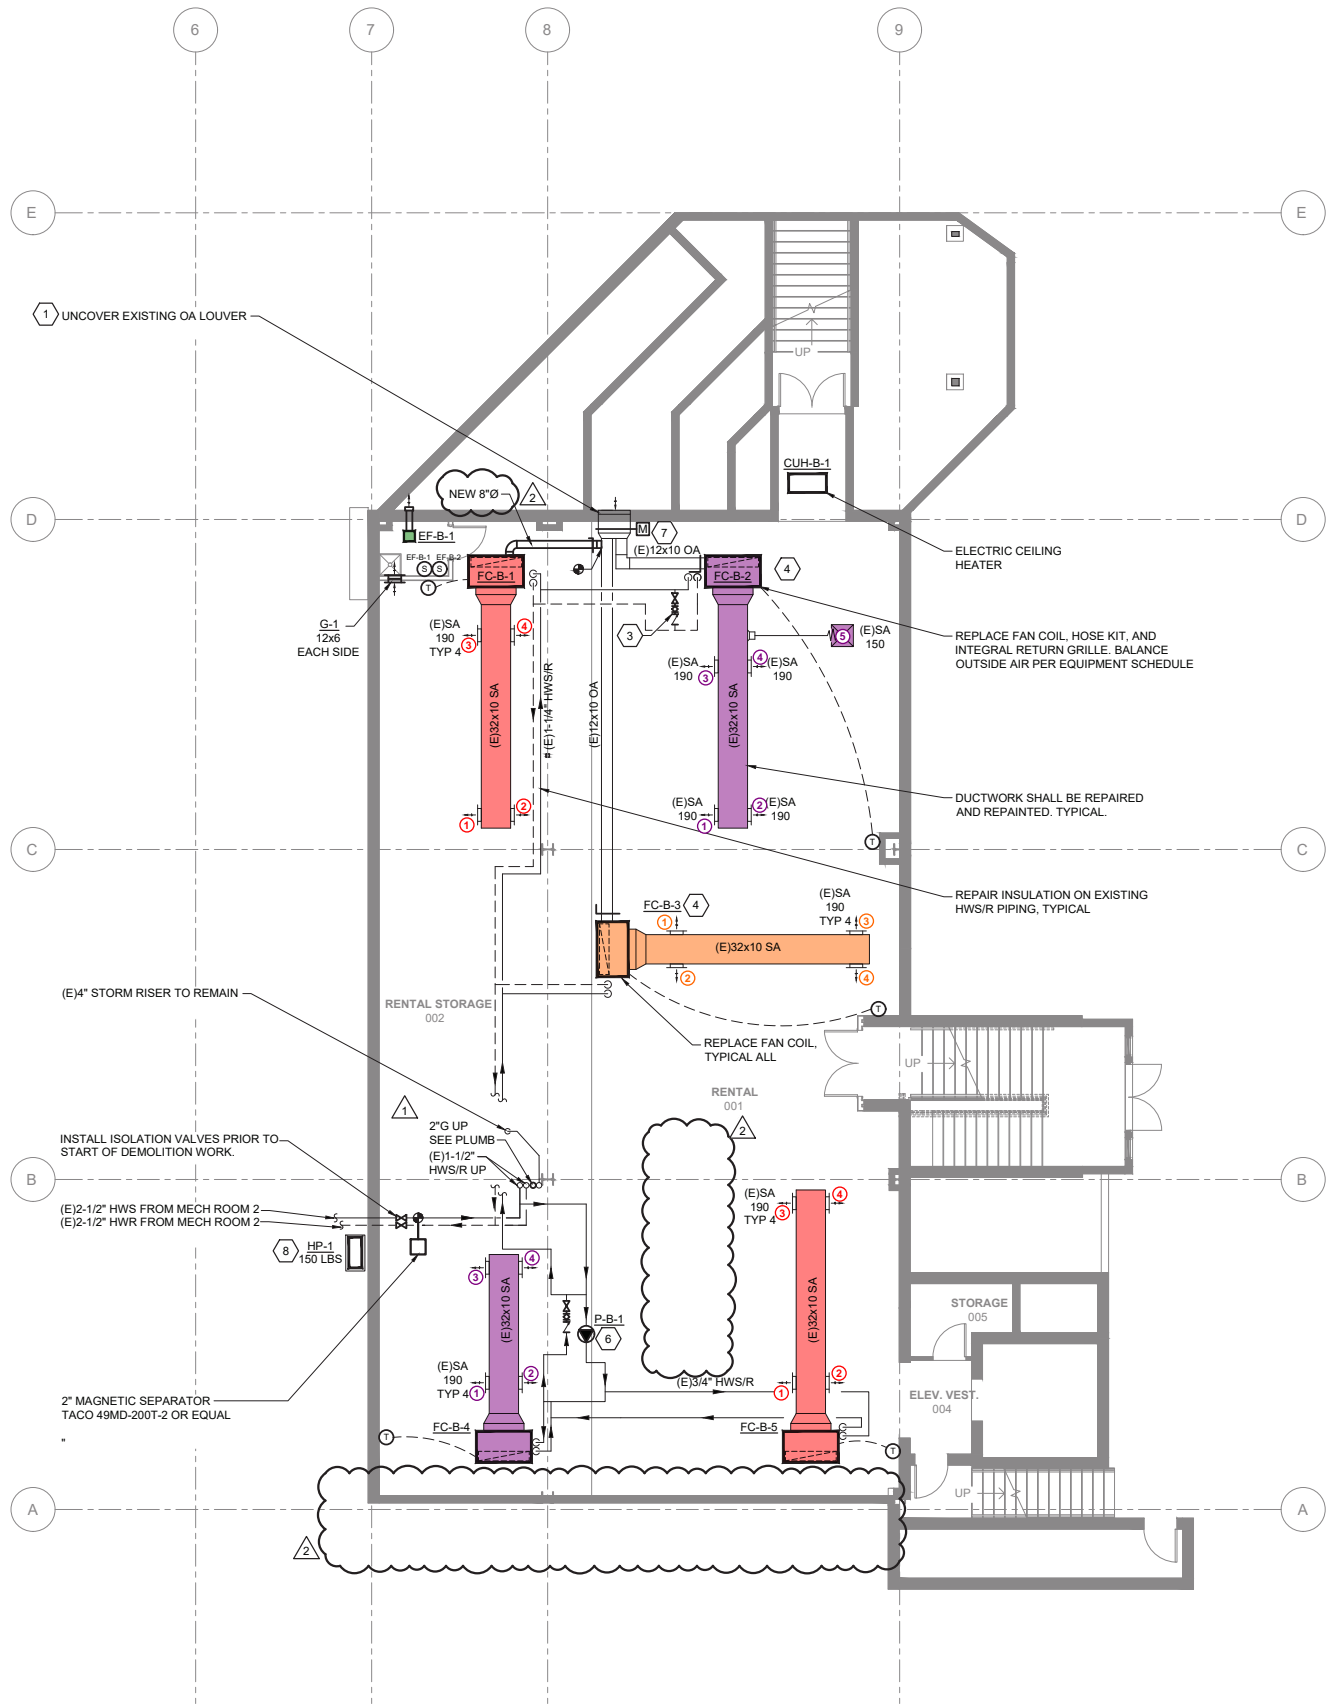 6
7
8
9
E
E
1 UNCOVER EXISTING OA LOUVER
UP
CUH-B-1
NEW 8"Ø
2
D
D
EF-B-1
M
7
(E)12x10 OA
ELECTRIC CEILING
HEATER
EF-B-1 EF-B-2
S S
T
FC-B-1
FC-B-2
4
G-1
12x6
EACH SIDE
(E)SA
190
TYP 4
3
4
3
5
(E)SA
150
REPLACE FAN COIL, HOSE KIT, AND
INTEGRAL RETURN GRILLE. BALANCE
OUTSIDE AIR PER EQUIPMENT SCHEDULE
(E)SA
190
3
4
(E)SA
190
(E)32x10 SA
(E)1-1/4" HWS/R
(E)12x10 OA
(E)32x10 SA
1
2
(E)SA
190
1
2
(E)SA
190
DUCTWORK SHALL BE REPAIRED
AND REPAINTED. TYPICAL.
T
C
C
REPAIR INSULATION ON EXISTING
HWS/R PIPING, TYPICAL
FC-B-3
4
(E)SA
190
TYP 4
1
3
(E)32x10 SA
2
4
(E)4" STORM RISER TO REMAIN
RENTAL STORAGE
002
T
REPLACE FAN COIL,
TYPICAL ALL
UP
RENTAL
001
1
2
2"G UP
SEE PLUMB
(E)1-1/2"
HWS/R UP
INSTALL ISOLATION VALVES PRIOR TO
START OF DEMOLITION WORK.
B
B
(E)2-1/2" HWS FROM MECH ROOM 2
(E)2-1/2" HWR FROM MECH ROOM 2
(E)SA
190
TYP 4
3
4
8
HP-1
150 LBS
3
4
(E)32x10 SA
(E)32x10 SA
P-B-1
6
STORAGE
005
(E)SA
190
TYP 4
1
2
(E)3/4" HWS/R
1
2
2" MAGNETIC SEPARATOR
TACO 49MD-200T-2 OR EQUAL
"
ELEV. VEST.
004
FC-B-4
FC-B-5
T
T
UP
A
A
2